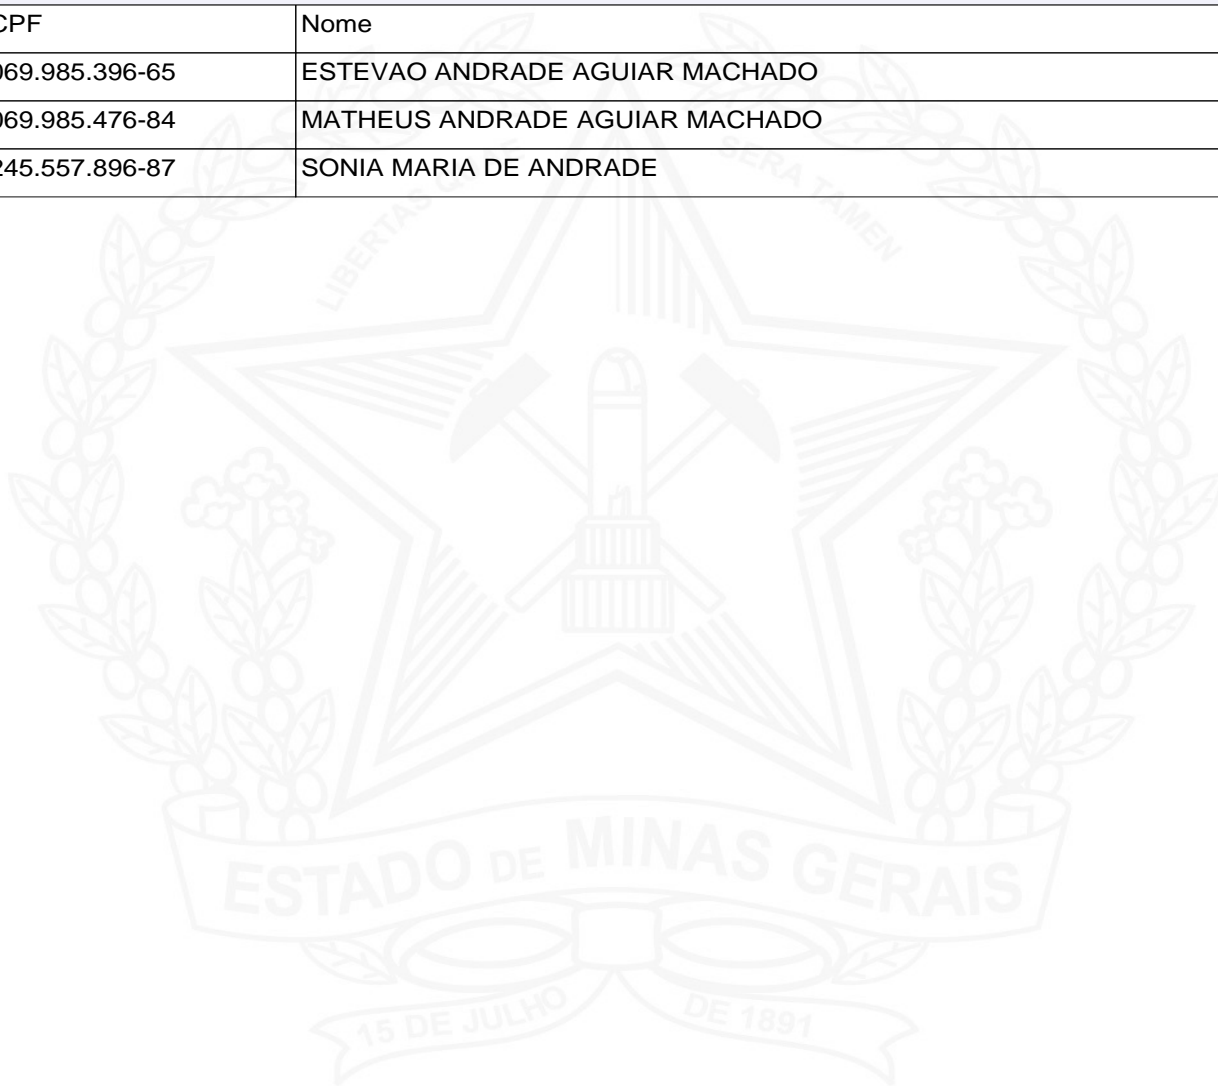 CPF Nome
069.985.396-65 ESTEVAO ANDRADE AGUIAR MACHADO
069.985.476-84 MATHEUS ANDRADE AGUIAR MACHADO
245.557.896-87 SONIA MARIA DE ANDRADE
LIBERTAS QUÆ SERA TAMEN
ESTADO DE MINAS GERAIS
15 DE JULHO DE 1891